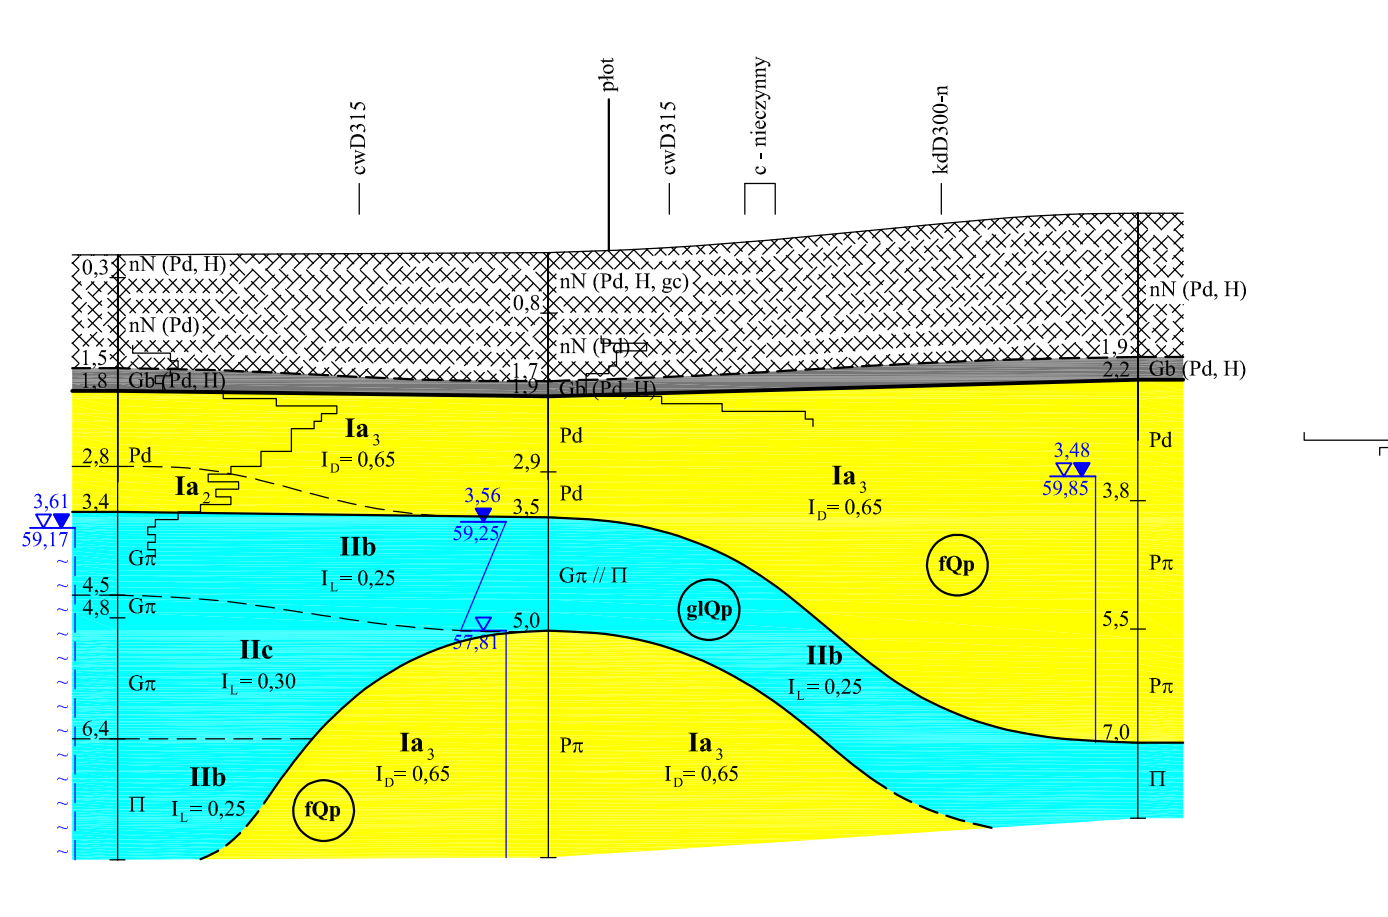 płot
c - nieczynny
cwD315
cwD315
kdD300-n
0,3
nN (Pd, H)
nN (Pd, H, gc)
0,8
nN (Pd, H)
nN (Pd)
nN (Pd)
1,5
1,7
1,9
1,8
Gb (Pd, H)
1,9
Gb (Pd, H)
2,2
Gb (Pd, H)
Ia3
ID= 0,65
Pd
Pd
2,8
Pd
2,9
3,48
59,85
Ia2
Ia3
ID= 0,65
3,4
3,5
Pd
3,8
3,61
59,17
3,56
59,25
IIb
IL= 0,25
Gπ
Gπ // Π
fQp
Pπ
4,5
4,8
Gπ
glQp
5,0
57,81
5,5
IIc
IL= 0,30
Gπ
IIb
IL= 0,25
Pπ
6,4
Ia3
ID= 0,65
Pπ
Ia3
ID= 0,65
7,0
IIb
IL= 0,25
Π
fQp
Π
~
~
~
~
~
~
~
~
~
~
~
~
~